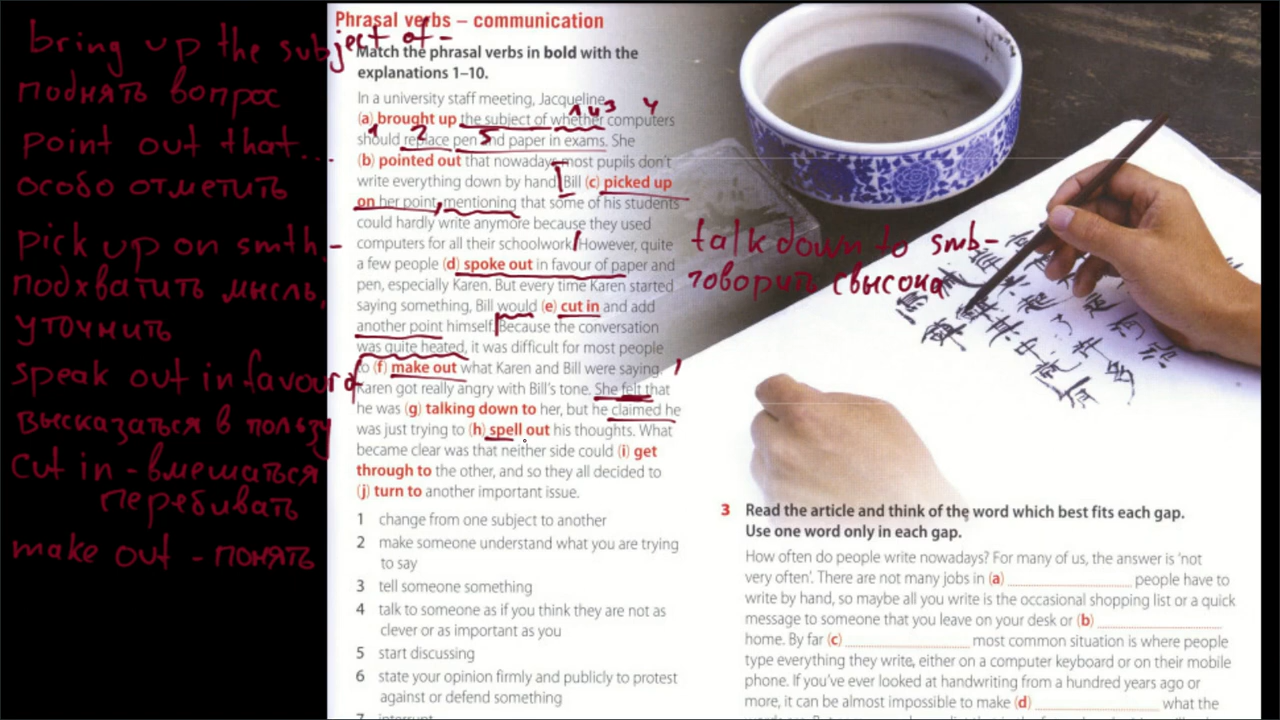 bring up the subject of -
поднять вопрос
point out that...
особо отметить
pick up on smth. -
подхватить мысль,
уточнить
speak out in favour of
высказаться в пользу
cut in - вмешаться
перебивать
make out - понять
Phrasal verbs – communication
Match the phrasal verbs in bold with the
explanations 1–10.
In a university staff meeting, Jacqueline
(a) brought up the subject of whether computers
should replace pen and paper in exams. She
(b) pointed out that nowadays most pupils don't
write everything down by hand. Bill (c) picked up
on her point, mentioning that some of his students
could hardly write anymore because they used
computers for all their schoolwork. However, quite
a few people (d) spoke out in favour of paper and
pen, especially Karen. But every time Karen started
saying something, Bill would (e) cut in and add
another point himself. Because the conversation
was quite heated, it was difficult for most people
to (f) make out what Karen and Bill were saying.
Karen got really angry with Bill's tone. She felt that
he was (g) talking down to her, but he claimed he
was just trying to (h) spell out his thoughts. What
became clear was that neither side could (i) get
through to the other, and so they all decided to
(j) turn to another important issue.
1 4 3 4
1 2 5
1 change from one subject to another
2 make someone understand what you are trying
to say
3 tell someone something
4 talk to someone as if you think they are not as
clever or as important as you
5 start discussing
6 state your opinion firmly and publicly to protest
against or defend something
7 interrupt
talk down to smb -
говорить свысока
3 Read the article and think of the word which best fits each gap.
Use one word only in each gap.
How often do people write nowadays? For many of us, the answer is 'not
very often'. There are not many jobs in (a) people have to
write by hand, so maybe all you write is the occasional shopping list or a quick
message to someone that you leave on your desk or (b)
home. By far (c) most common situation is where people
type everything they write, either on a computer keyboard or on their mobile
phone. If you've ever looked at handwriting from a hundred years ago or
more, it can be almost impossible to make (d) what the